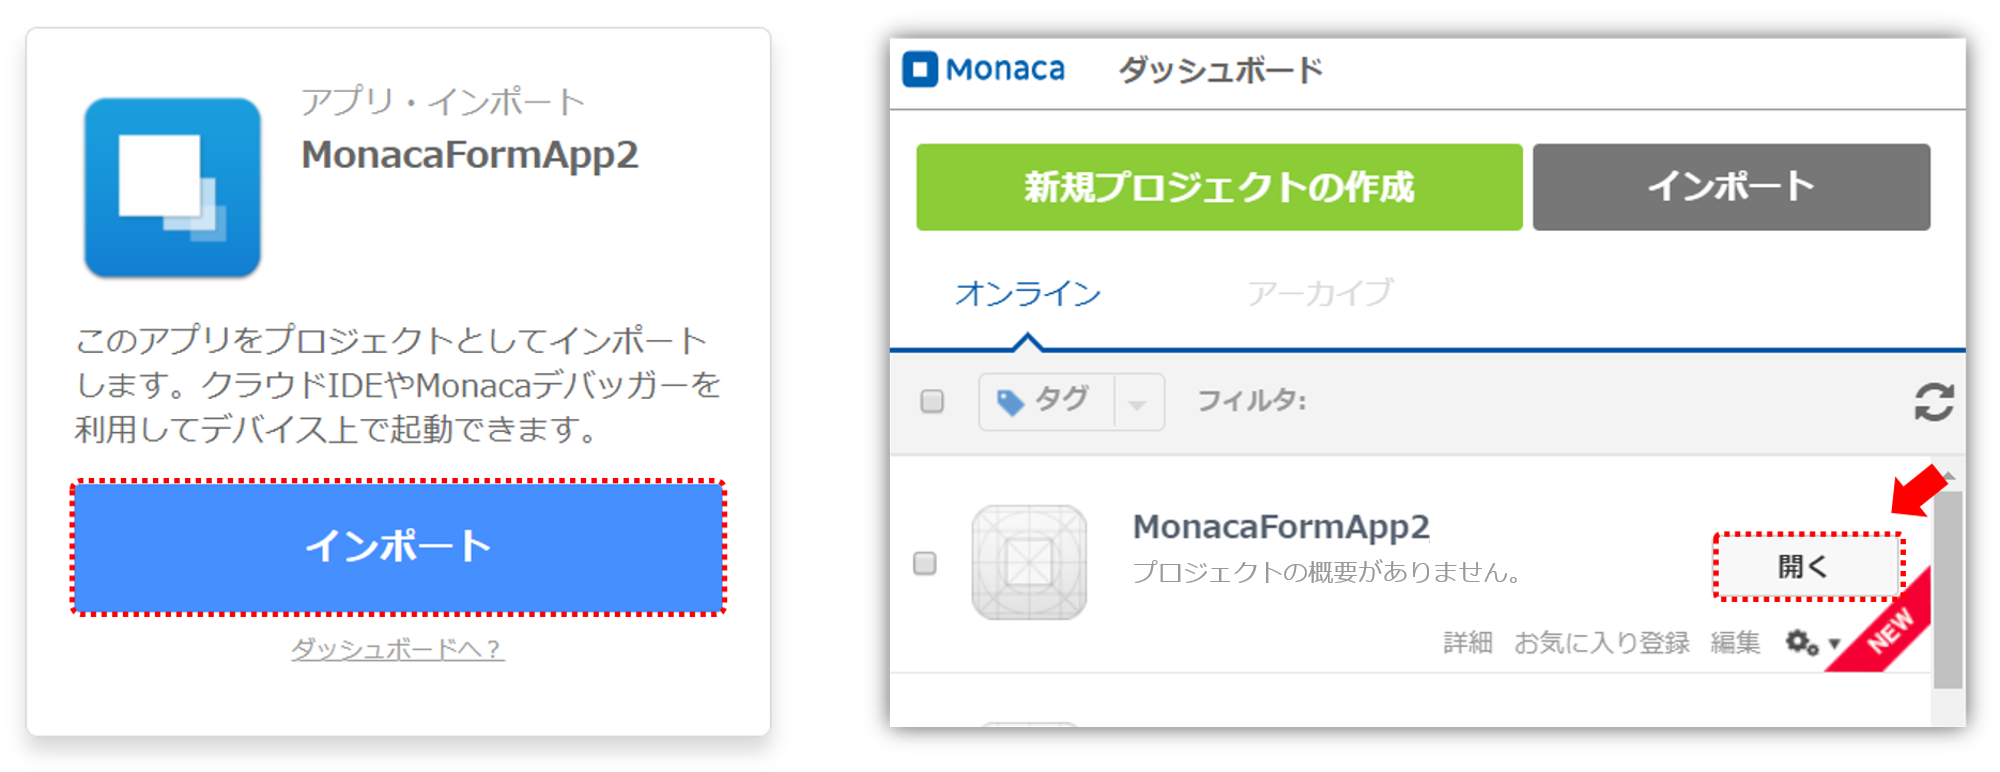 アプリ・インポート
MonacaFormApp2
このアプリをプロジェクトとしてインポート
します。クラウドIDEやMonacaデバッガーを
利用してデバイス上で起動できます。
インポート
ダッシュボードへ？
Monaca ダッシュボード
新規プロジェクトの作成 インポート
オンライン アーカイブ
タグ フィルタ:
MonacaFormApp2
プロジェクトの概要がありません。
開く
詳細 お気に入り登録 編集
NEW